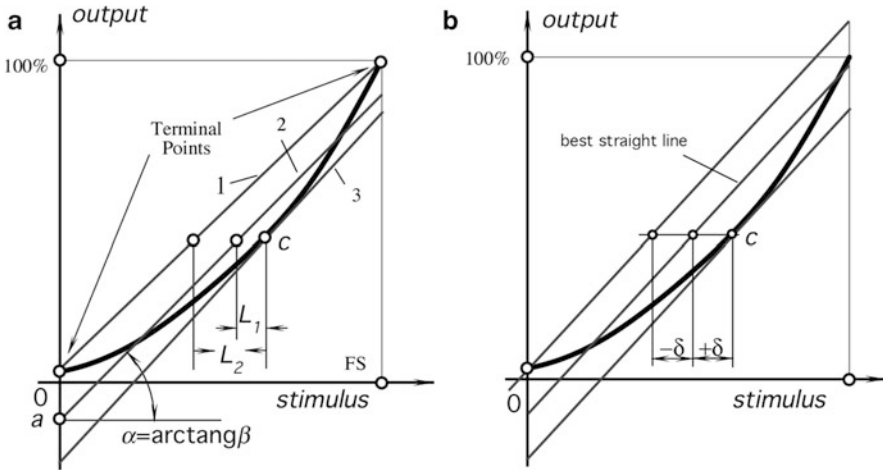 a
output
100%
Terminal
Points
1
2
3
c
L1
L2
FS
0
stimulus
a
α=arctangβ
b
output
100%
best straight line
c
−δ
±δ
0
stimulus